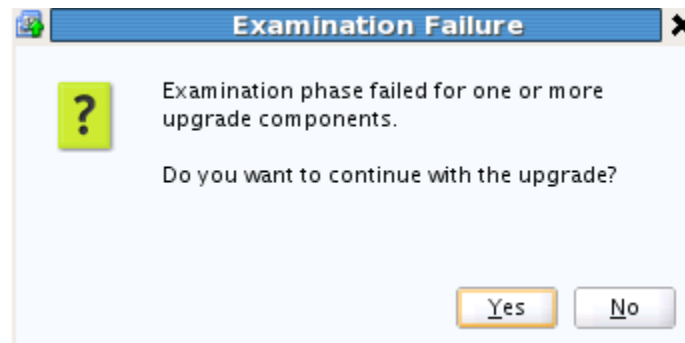 Examination Failure
?
Examination phase failed for one or more
upgrade components.
Do you want to continue with the upgrade?
Yes No